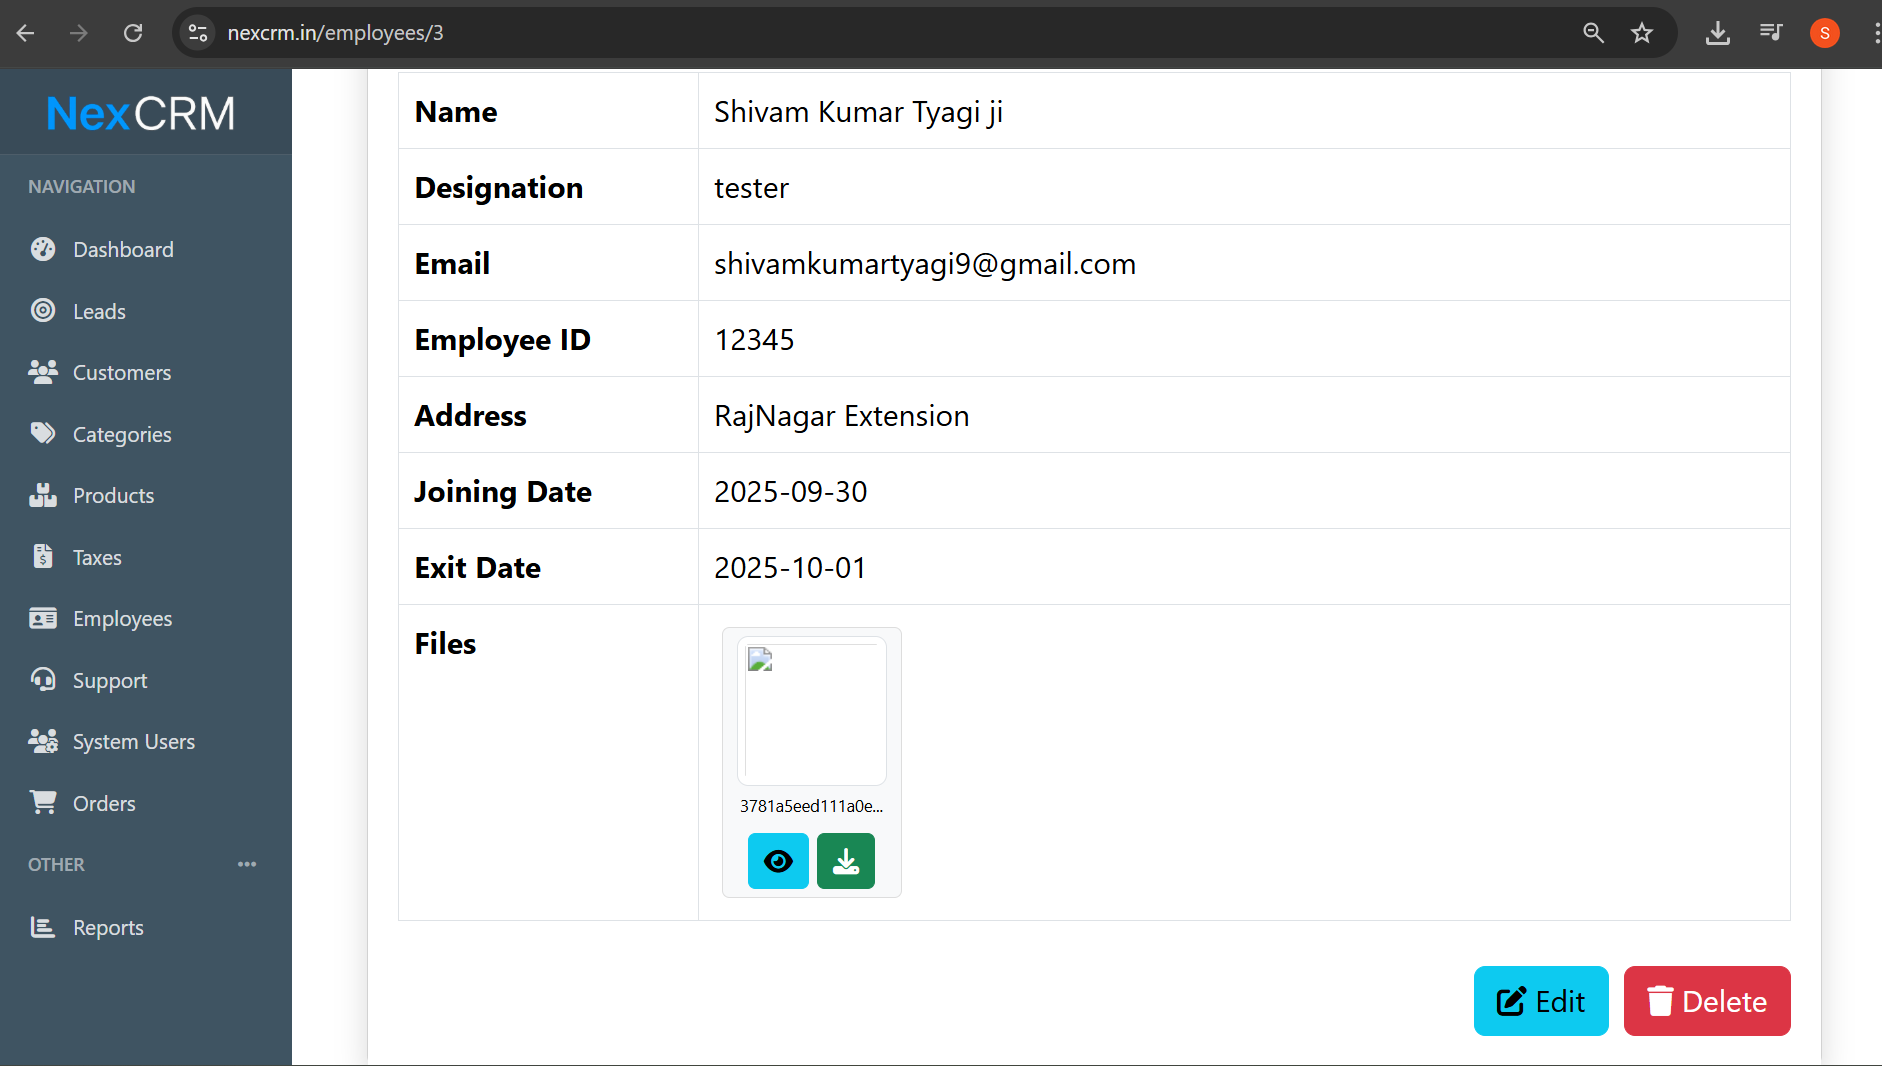 nexcrm.in/employees/3
S
NexCRM
NAVIGATION
Dashboard
Leads
Customers
Categories
Products
Taxes
Employees
Support
System Users
Orders
OTHER
Reports
Name Shivam Kumar Tyagi ji
Designation tester
Email shivamkumartyagi9@gmail.com
Employee ID 12345
Address RajNagar Extension
Joining Date 2025-09-30
Exit Date 2025-10-01
Files
3781a5eed111a0e...
Edit Delete